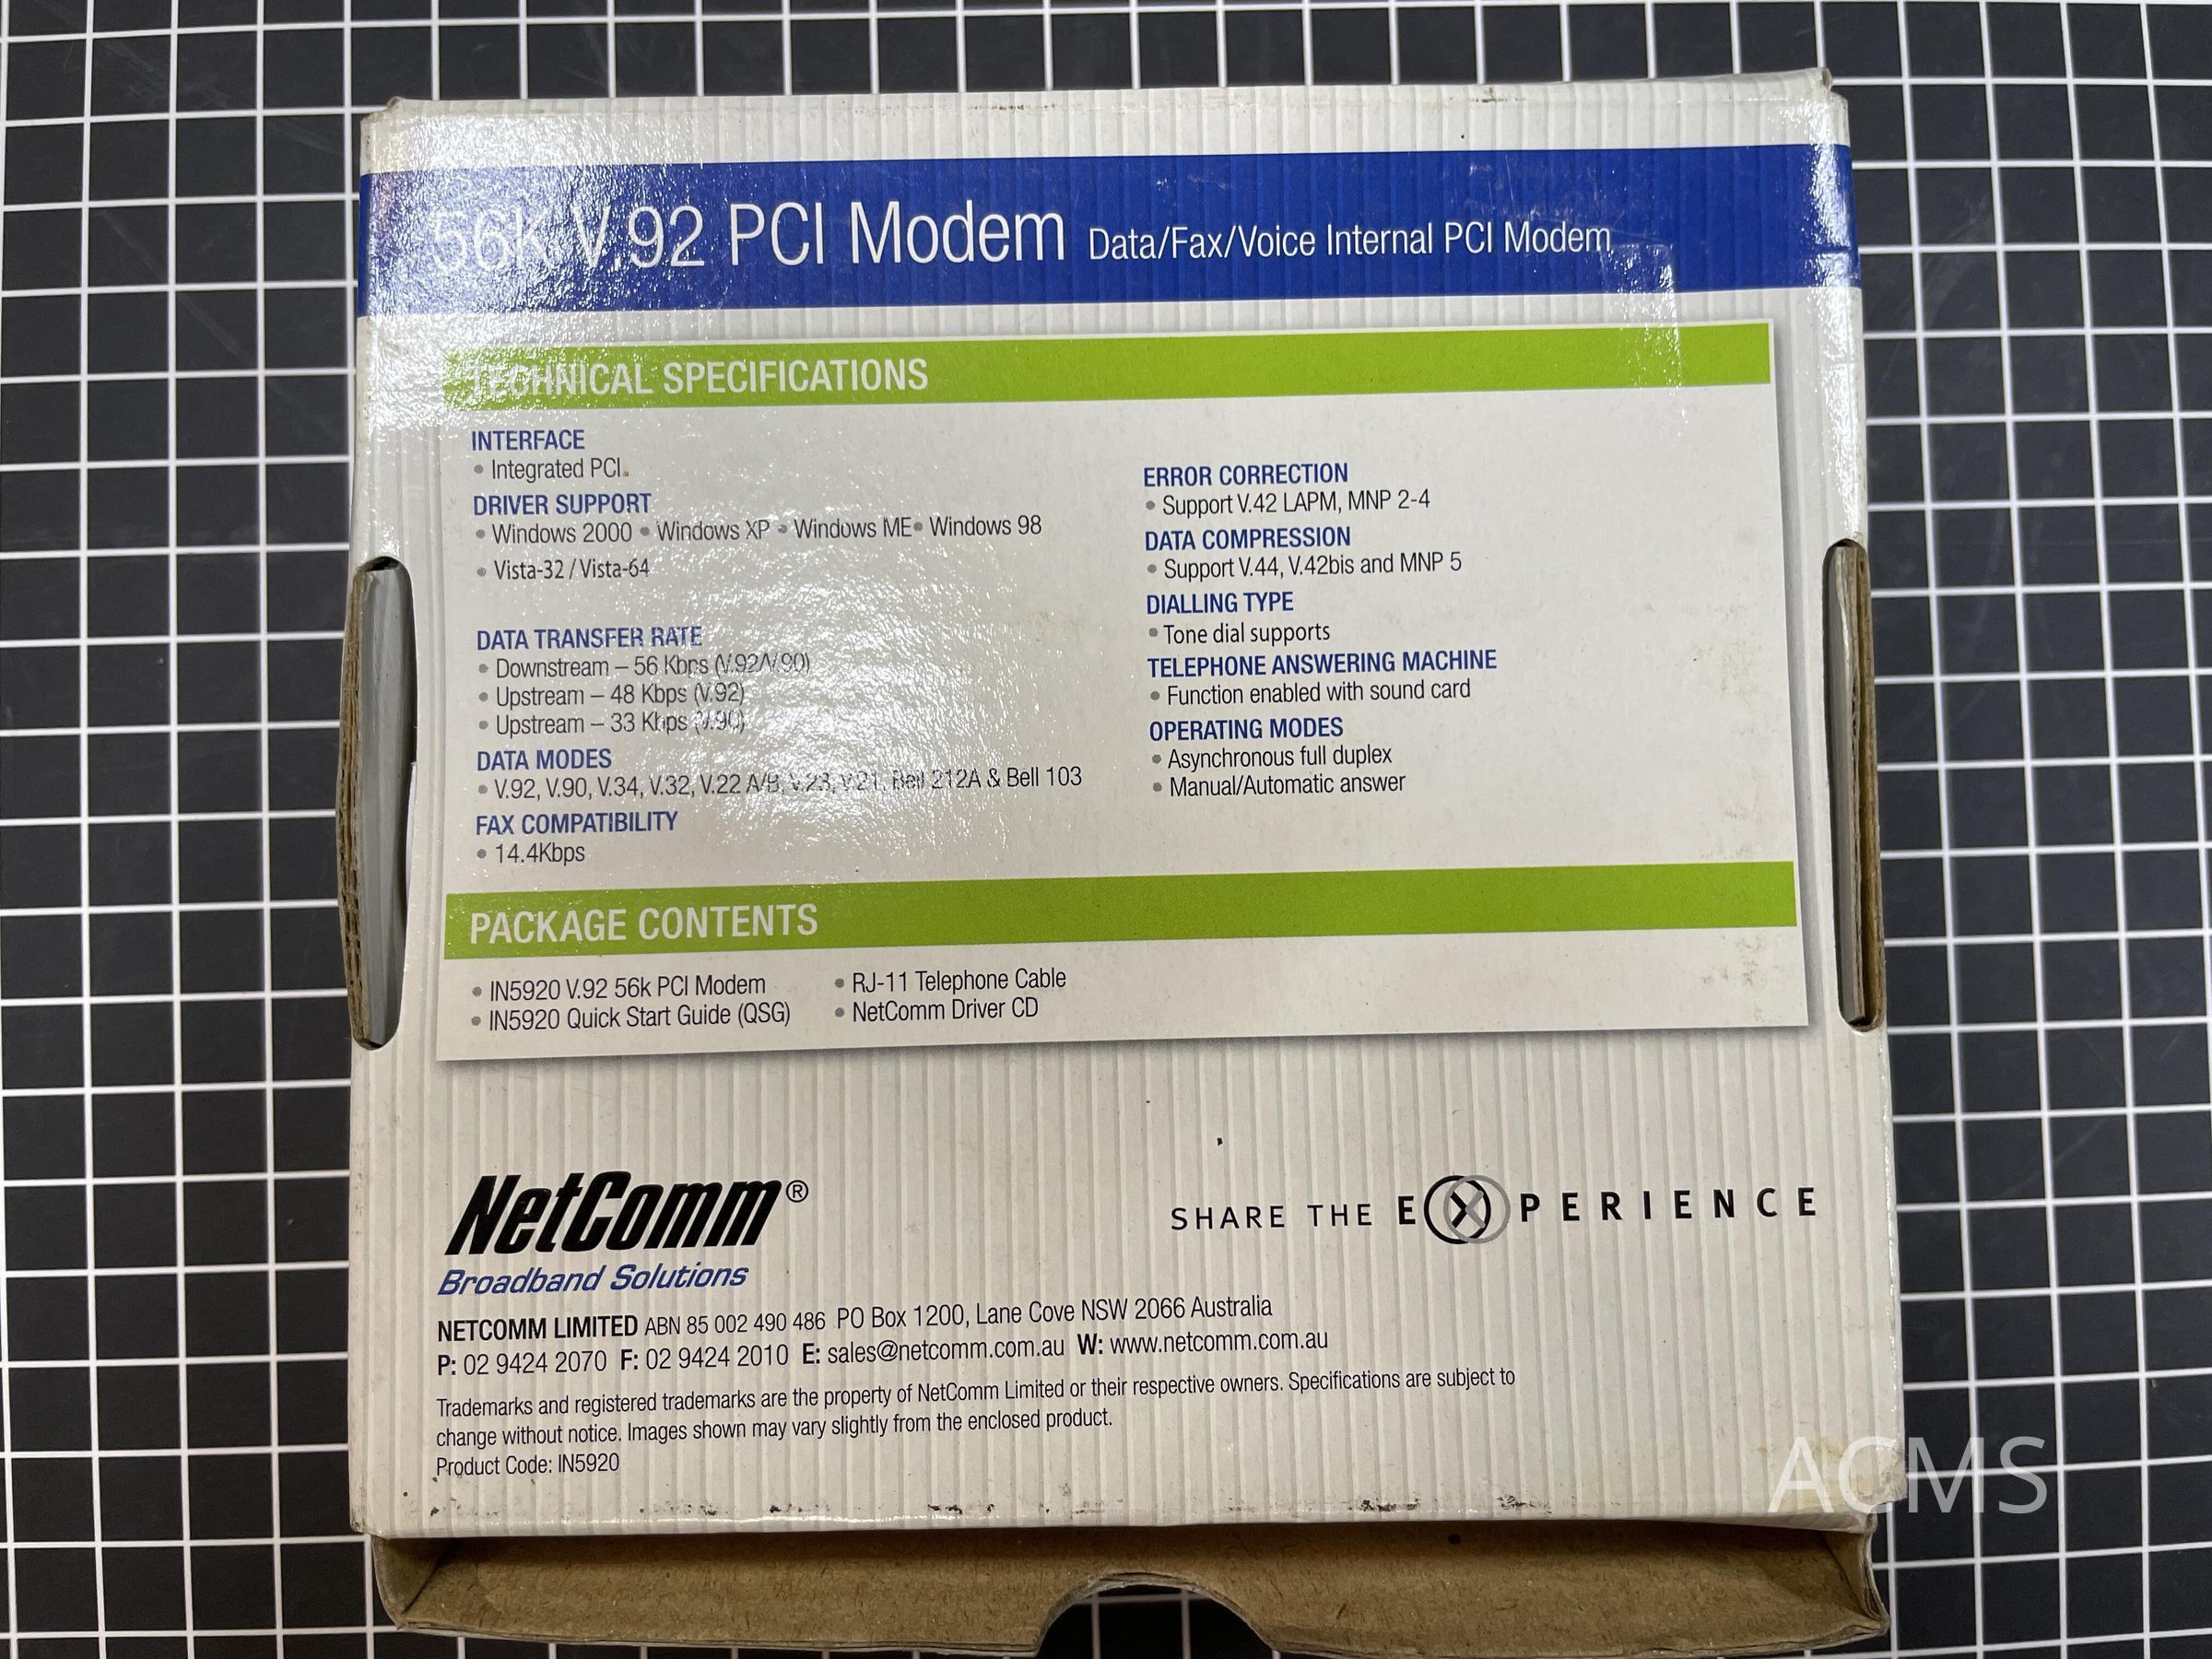 56K V.92 PCI Modem Data/Fax/Voice Internal PCI Modem
TECHNICAL SPECIFICATIONS
INTERFACE
• Integrated PCI.
DRIVER SUPPORT
• Windows 2000 • Windows XP • Windows ME • Windows 98
• Vista-32 / Vista-64
DATA TRANSFER RATE
• Downstream – 56 Kbps (V.92/V.90)
• Upstream – 48 Kbps (V.92)
• Upstream – 33 Kbps (V.90)
DATA MODES
• V.92, V.90, V.34, V.32, V.22 A/B, V.23, V.21, Bell 212A & Bell 103
FAX COMPATIBILITY
• 14.4Kbps
ERROR CORRECTION
• Support V.42 LAPM, MNP 2-4
DATA COMPRESSION
• Support V.44, V.42bis and MNP 5
DIALLING TYPE
• Tone dial supports
TELEPHONE ANSWERING MACHINE
• Function enabled with sound card
OPERATING MODES
• Asynchronous full duplex
• Manual/Automatic answer
PACKAGE CONTENTS
• IN5920 V.92 56k PCI Modem
• IN5920 Quick Start Guide (QSG)
• RJ-11 Telephone Cable
• NetComm Driver CD
NetComm®
Broadband Solutions
SHARE THE EXPERIENCE
NETCOMM LIMITED ABN 85 002 490 486 PO Box 1200, Lane Cove NSW 2066 Australia
P: 02 9424 2070 F: 02 9424 2010 E: sales@netcomm.com.au W: www.netcomm.com.au
Trademarks and registered trademarks are the property of NetComm Limited or their respective owners. Specifications are subject to
change without notice. Images shown may vary slightly from the enclosed product.
Product Code: IN5920
ACMS